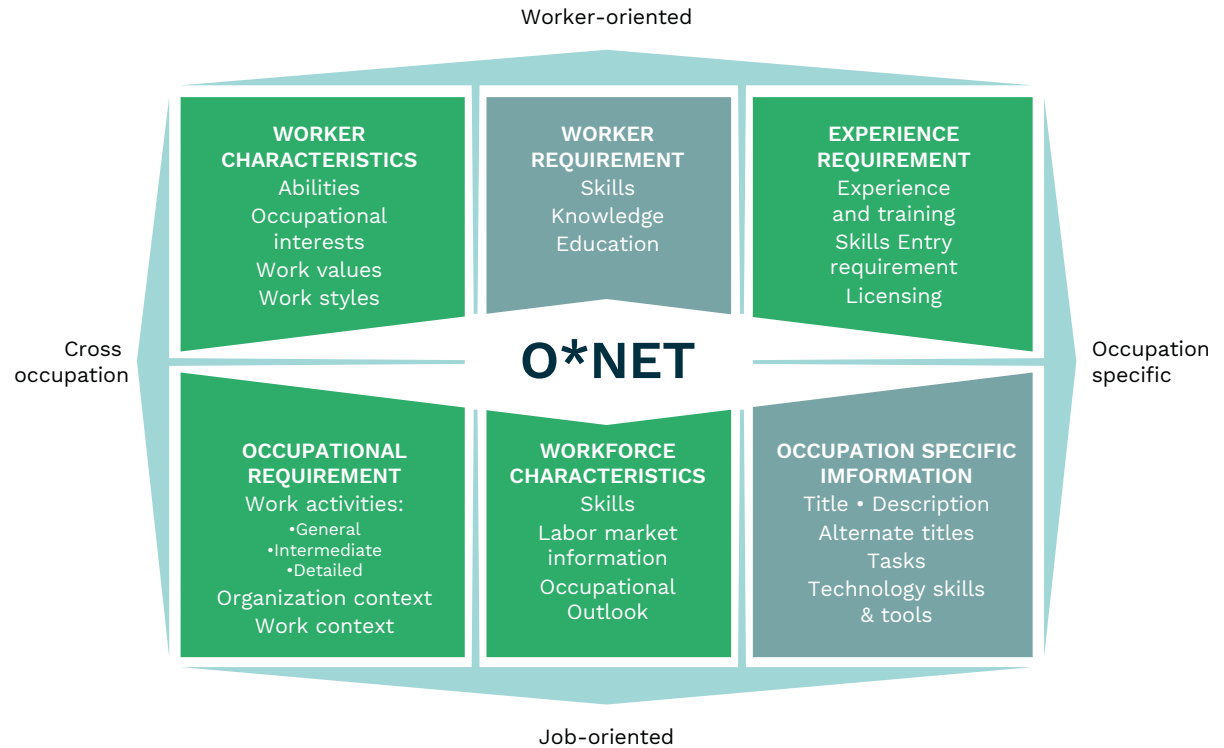 Worker-oriented
WORKER
CHARACTERISTICS
Abilities
Occupational
interests
Work values
Work styles
WORKER
REQUIREMENT
Skills
Knowledge
Education
EXPERIENCE
REQUIREMENT
Experience
and training
Skills Entry
requirement
Licensing
Cross
occupation
O*NET
Occupation
specific
OCCUPATIONAL
REQUIREMENT
Work activities:
•General
•Intermediate
•Detailed
Organization context
Work context
WORKFORCE
CHARACTERISTICS
Skills
Labor market
information
Occupational
Outlook
OCCUPATION SPECIFIC
IMFORMATION
Title • Description
Alternate titles
Tasks
Technology skills
& tools
Job-oriented